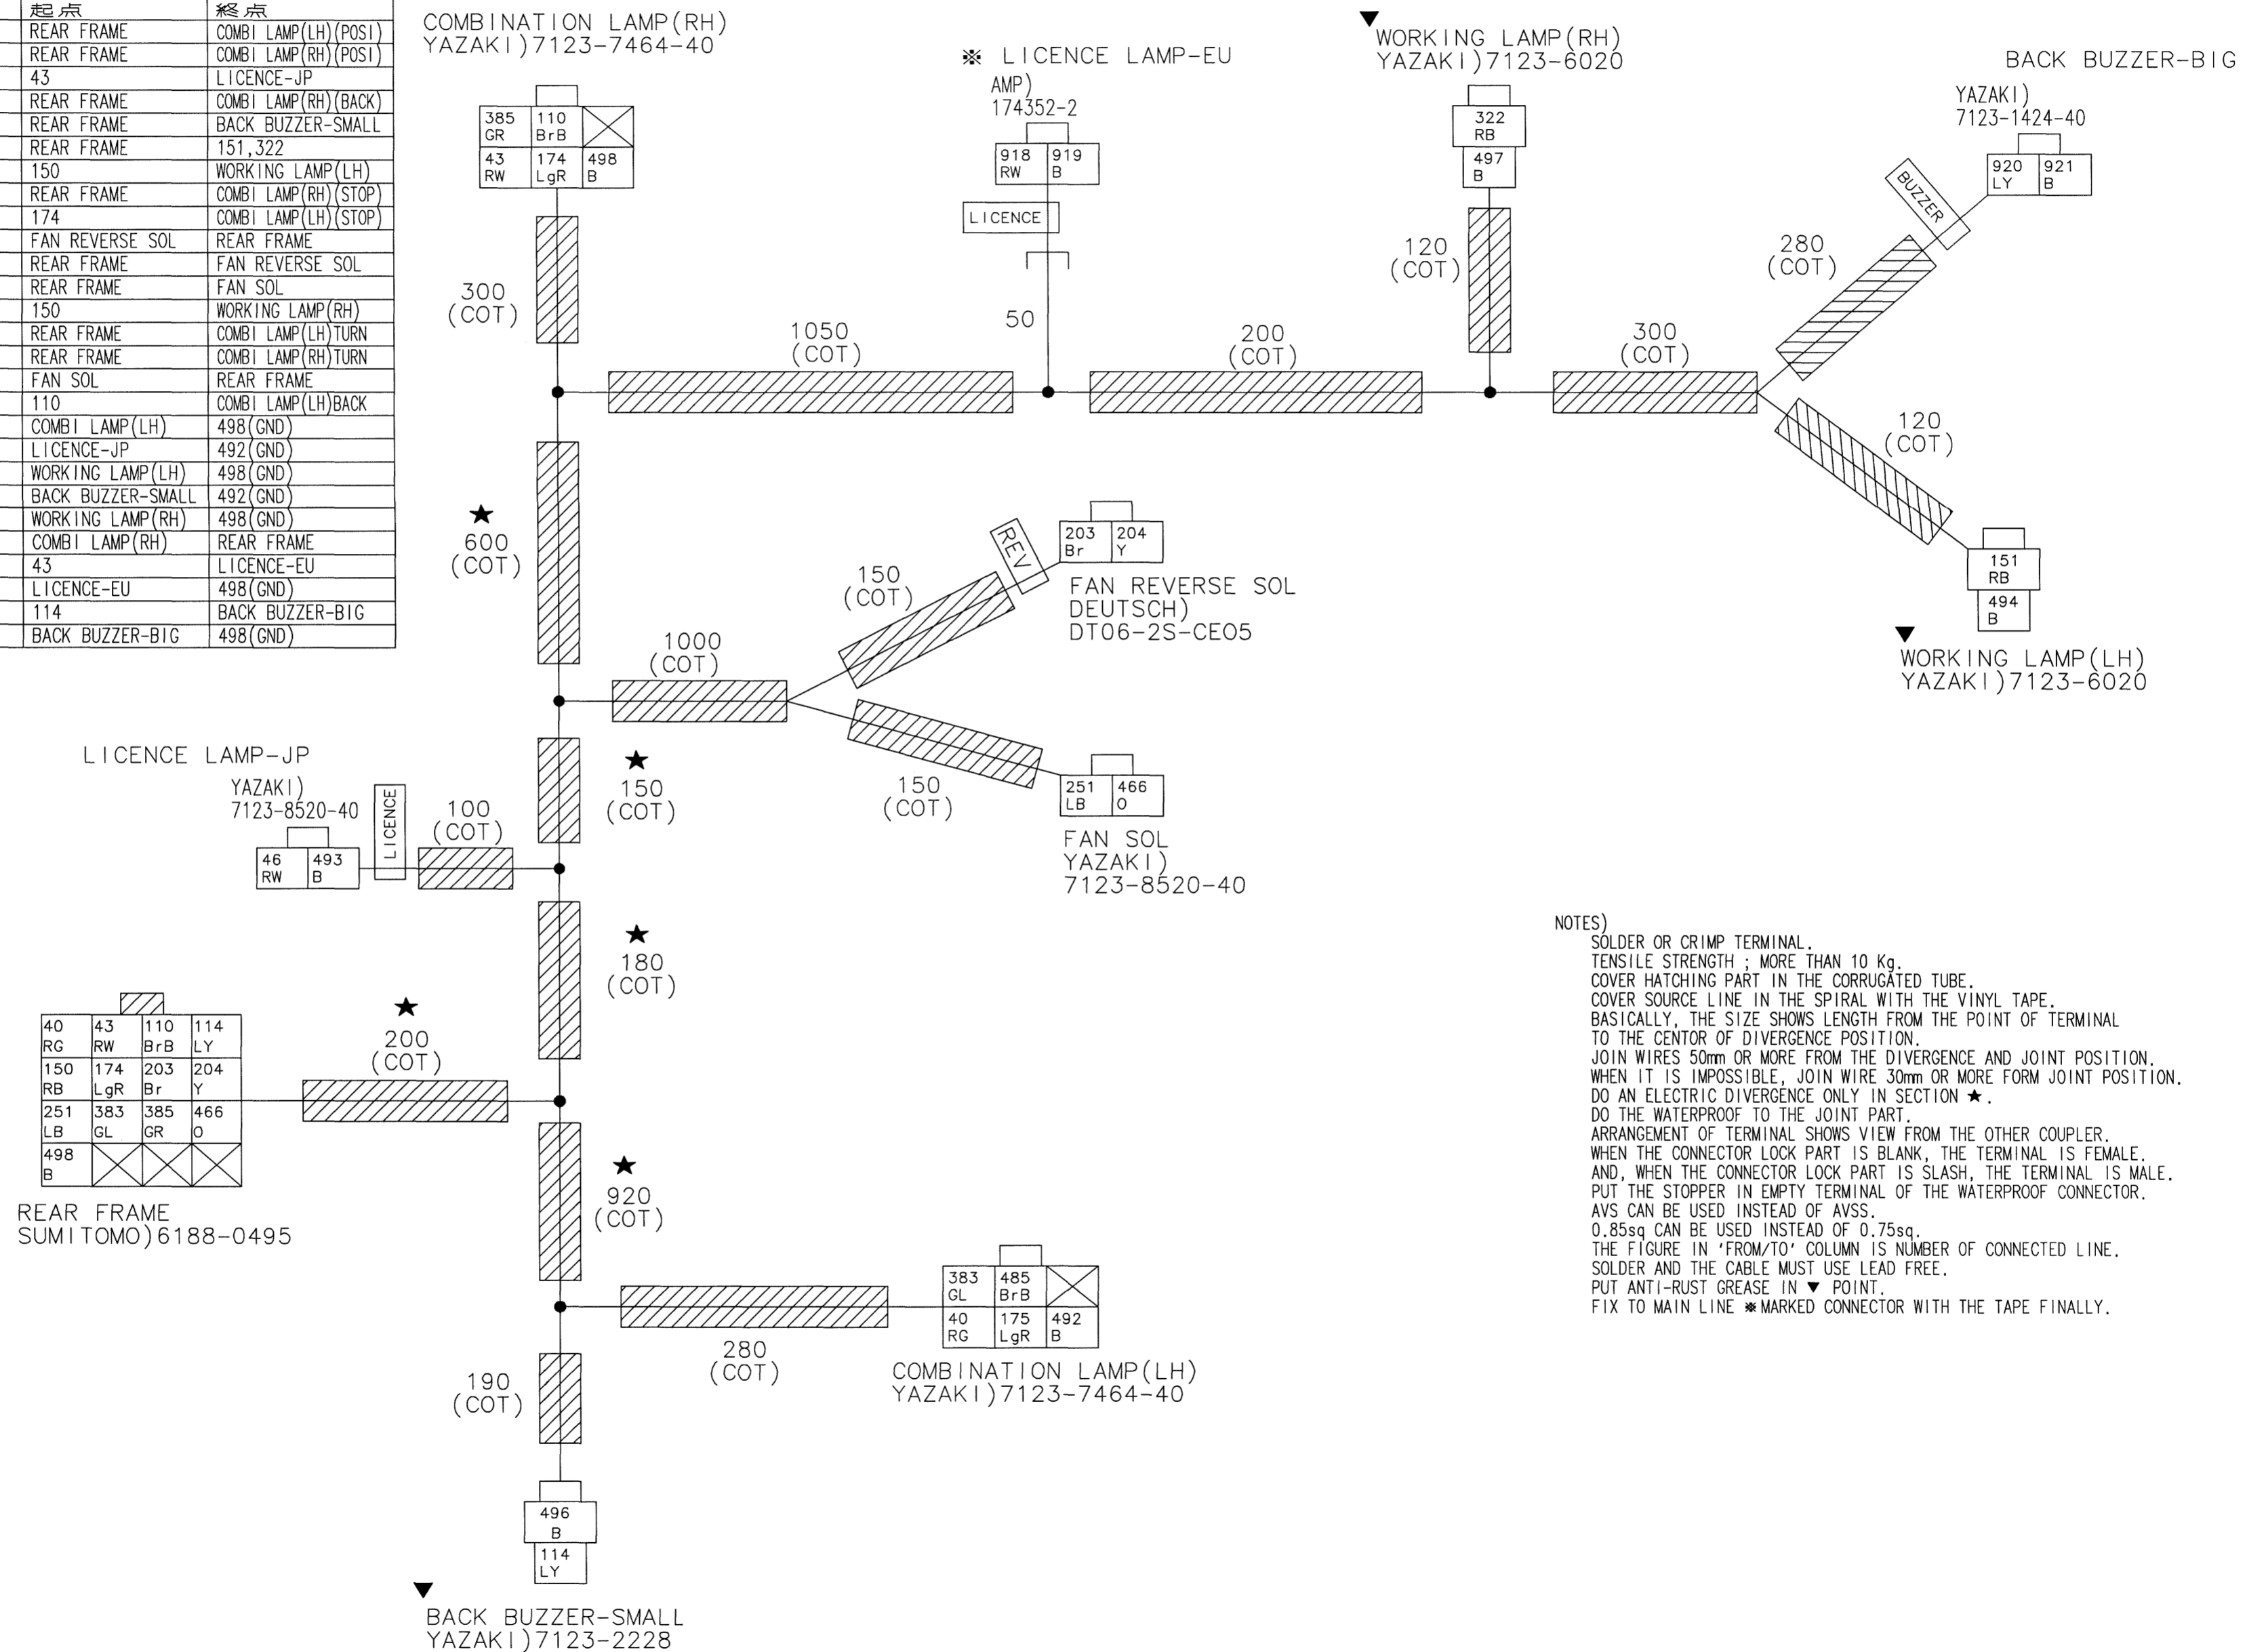 起点 終点
REAR FRAME COMBI LAMP(LH)(POSI)
REAR FRAME COMBI LAMP(RH)(POSI)
43 LICENCE-JP
REAR FRAME COMBI LAMP(RH)(BACK)
REAR FRAME BACK BUZZER-SMALL
REAR FRAME 151,322
150 WORKING LAMP(LH)
REAR FRAME COMBI LAMP(RH)(STOP)
174 COMBI LAMP(LH)(STOP)
FAN REVERSE SOL REAR FRAME
REAR FRAME FAN REVERSE SOL
REAR FRAME FAN SOL
150 WORKING LAMP(RH)
REAR FRAME COMBI LAMP(LH)TURN
REAR FRAME COMBI LAMP(RH)TURN
FAN SOL REAR FRAME
110 COMBI LAMP(LH)BACK
COMBI LAMP(LH) 498(GND)
LICENCE-JP 492(GND)
WORKING LAMP(LH) 498(GND)
BACK BUZZER-SMALL 492(GND)
WORKING LAMP(RH) 498(GND)
COMBI LAMP(RH) REAR FRAME
43 LICENCE-EU
LICENCE-EU 498(GND)
114 BACK BUZZER-BIG
BACK BUZZER-BIG 498(GND)
COMBINATION LAMP(RH)
YAZAKI)7123-7464-40
385 110
GR BrB
43 174 498
RW LgR B
300
(COT)
※ LICENCE LAMP-EU
AMP)
174352-2
918 919
RW B
LICENCE
50
1050
(COT)
200
(COT)
▼
WORKING LAMP(RH)
YAZAKI)7123-6020
322
RB
497
B
120
(COT)
300
(COT)
BACK BUZZER-BIG
YAZAKI)
7123-1424-40
920 921
LY B
BUZZER
280
(COT)
120
(COT)
151
RB
494
B
▼
WORKING LAMP(LH)
YAZAKI)7123-6020
★
600
(COT)
1000
(COT)
150
(COT)
REV
203 204
Br Y
FAN REVERSE SOL
DEUTSCH)
DT06-2S-CE05
150
(COT)
251 466
LB O
FAN SOL
YAZAKI)
7123-8520-40
★
150
(COT)
LICENCE LAMP-JP
YAZAKI)
7123-8520-40
46 493
RW B
LICENCE
100
(COT)
★
180
(COT)
★
200
(COT)
40 43 110 114
RG RW BrB LY
150 174 203 204
RB LgR Br Y
251 383 385 466
LB GL GR O
498
B
REAR FRAME
SUMITOMO)6188-0495
★
920
(COT)
383 485
GL BrB
40 175 492
RG LgR B
280
(COT)
COMBINATION LAMP(LH)
YAZAKI)7123-7464-40
190
(COT)
496
B
114
LY
▼
BACK BUZZER-SMALL
YAZAKI)7123-2228
NOTES)
SOLDER OR CRIMP TERMINAL.
TENSILE STRENGTH ; MORE THAN 10 Kg.
COVER HATCHING PART IN THE CORRUGATED TUBE.
COVER SOURCE LINE IN THE SPIRAL WITH THE VINYL TAPE.
BASICALLY, THE SIZE SHOWS LENGTH FROM THE POINT OF TERMINAL
TO THE CENTOR OF DIVERGENCE POSITION.
JOIN WIRES 50mm OR MORE FROM THE DIVERGENCE AND JOINT POSITION.
WHEN IT IS IMPOSSIBLE, JOIN WIRE 30mm OR MORE FORM JOINT POSITION.
DO AN ELECTRIC DIVERGENCE ONLY IN SECTION ★.
DO THE WATERPROOF TO THE JOINT PART.
ARRANGEMENT OF TERMINAL SHOWS VIEW FROM THE OTHER COUPLER.
WHEN THE CONNECTOR LOCK PART IS BLANK, THE TERMINAL IS FEMALE.
AND, WHEN THE CONNECTOR LOCK PART IS SLASH, THE TERMINAL IS MALE.
PUT THE STOPPER IN EMPTY TERMINAL OF THE WATERPROOF CONNECTOR.
AVS CAN BE USED INSTEAD OF AVSS.
0.85sq CAN BE USED INSTEAD OF 0.75sq.
THE FIGURE IN 'FROM/TO' COLUMN IS NUMBER OF CONNECTED LINE.
SOLDER AND THE CABLE MUST USE LEAD FREE.
PUT ANTI-RUST GREASE IN ▼ POINT.
FIX TO MAIN LINE ※MARKED CONNECTOR WITH THE TAPE FINALLY.